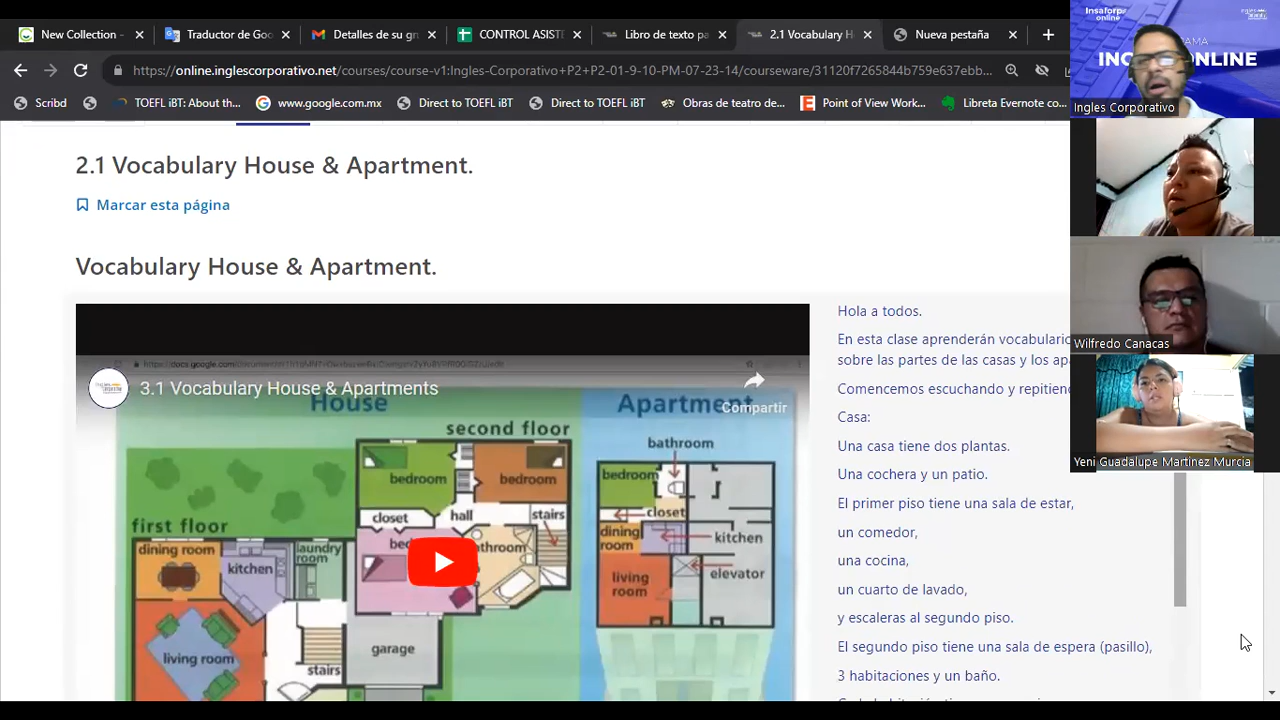 New Collection -
Traductor de Goo
Detalles de su g
CONTROL ASIST
Libro de texto pa
2.1 Vocabulary H
Nueva pestaña
https://online.inglescorporativo.net/courses/course-v1:Ingles-Corporativo+P2+P2-01-9-10-PM-07-23-14/courseware/31120f7265844b759e637ebb...
Scribd
TOEFL iBT: About th...
www.google.com.m...
Direct to TOEFL iBT
Direct to TOEFL iBT
Obras de teatro de...
Point of View Work...
Libreta Evernote co...
Insaforp
online
Ingles Corporativo
Wilfredo Canacas
Yeni Guadalupe Martinez Murcia
2.1 Vocabulary House & Apartment.
Marcar esta página
Vocabulary House & Apartment.
3.1 Vocabulary House & Apartments
Compartir
House
Apartment
second floor
bathroom
bedroom
bedroom
bedroom
closet
hall
stairs
closet
first floor
dining room
kitchen
laundry room
dining room
kitchen
elevator
living room
garage
living room
stairs
Hola a todos.
En esta clase aprenderán vocabulario
sobre las partes de las casas y los
Comencemos escuchando y repitiendo
Casa:
Una casa tiene dos plantas.
Una cochera y un patio.
El primer piso tiene una sala de estar,
un comedor,
una cocina,
un cuarto de lavado,
y escaleras al segundo piso.
El segundo piso tiene una sala de espera (pasillo),
3 habitaciones y un baño.